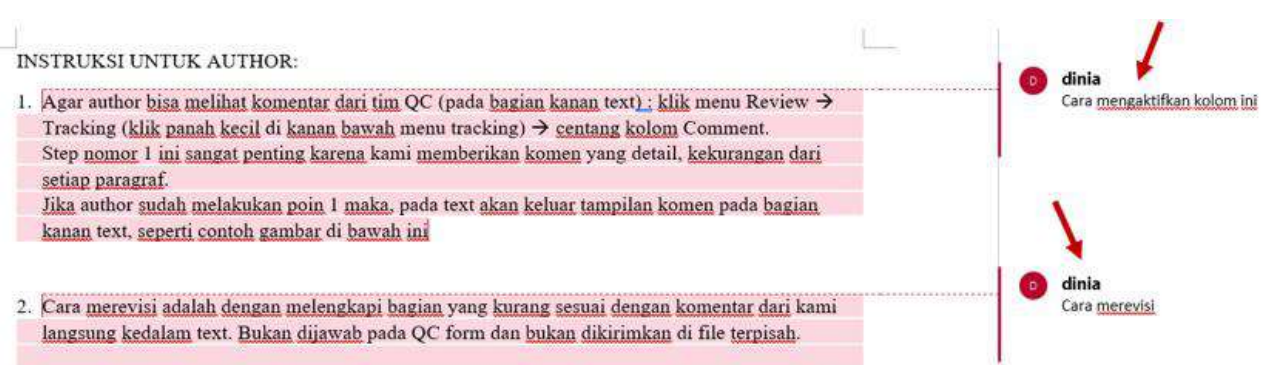 INSTRUKSI UNTUK AUTHOR:
1. Agar author bisa melihat komentar dari tim QC (pada bagian kanan text) : klik menu Review →
Tracking (klik panah kecil di kanan bawah menu tracking) → centang kolom Comment.
Step nomor 1 ini sangat penting karena kami memberikan komen yang detail, kekurangan dari
setiap paragraf.
Jika author sudah melakukan poin 1 maka, pada text akan keluar tampilan komen pada bagian
kanan text, seperti contoh gambar di bawah ini
2. Cara merevisi adalah dengan melengkapi bagian yang kurang sesuai dengan komentar dari kami
langsung kedalam text. Bukan dijawab pada QC form dan bukan dikirimkan di file terpisah.
D
dinia
Cara mengaktifkan kolom ini
D
dinia
Cara merevisi